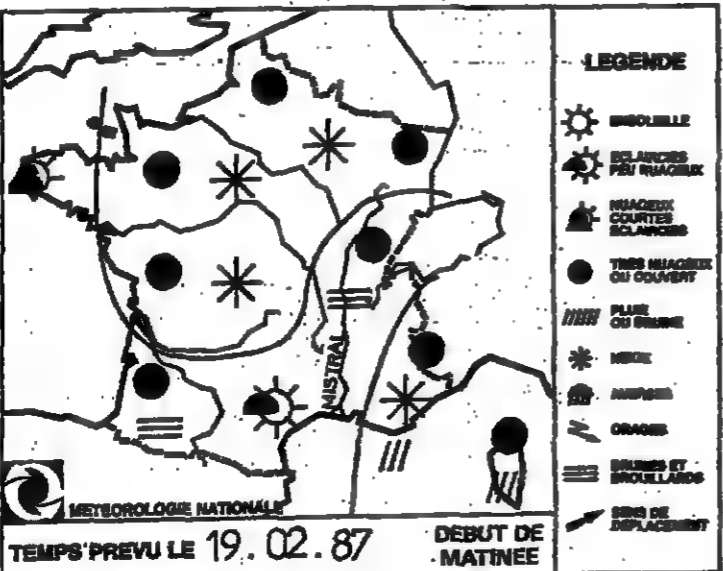 LEGENDE
ENSOLEILLE
ECLAIRCIES
PEU NUAGEUX
NUAGEUX
COURTES
ECLAIRCIES
TRES NUAGEUX
OU COUVERT
PLUIE
OU BRUINE
NEIGE
AVERSES
ORAGES
BRUMES ET
BROUILLARDS
SENS DE
DEPLACEMENT
MISTRAL
METEOROLOGIE NATIONALE
TEMPS PREVU LE 19.02.87 DEBUT DE
MATINEE